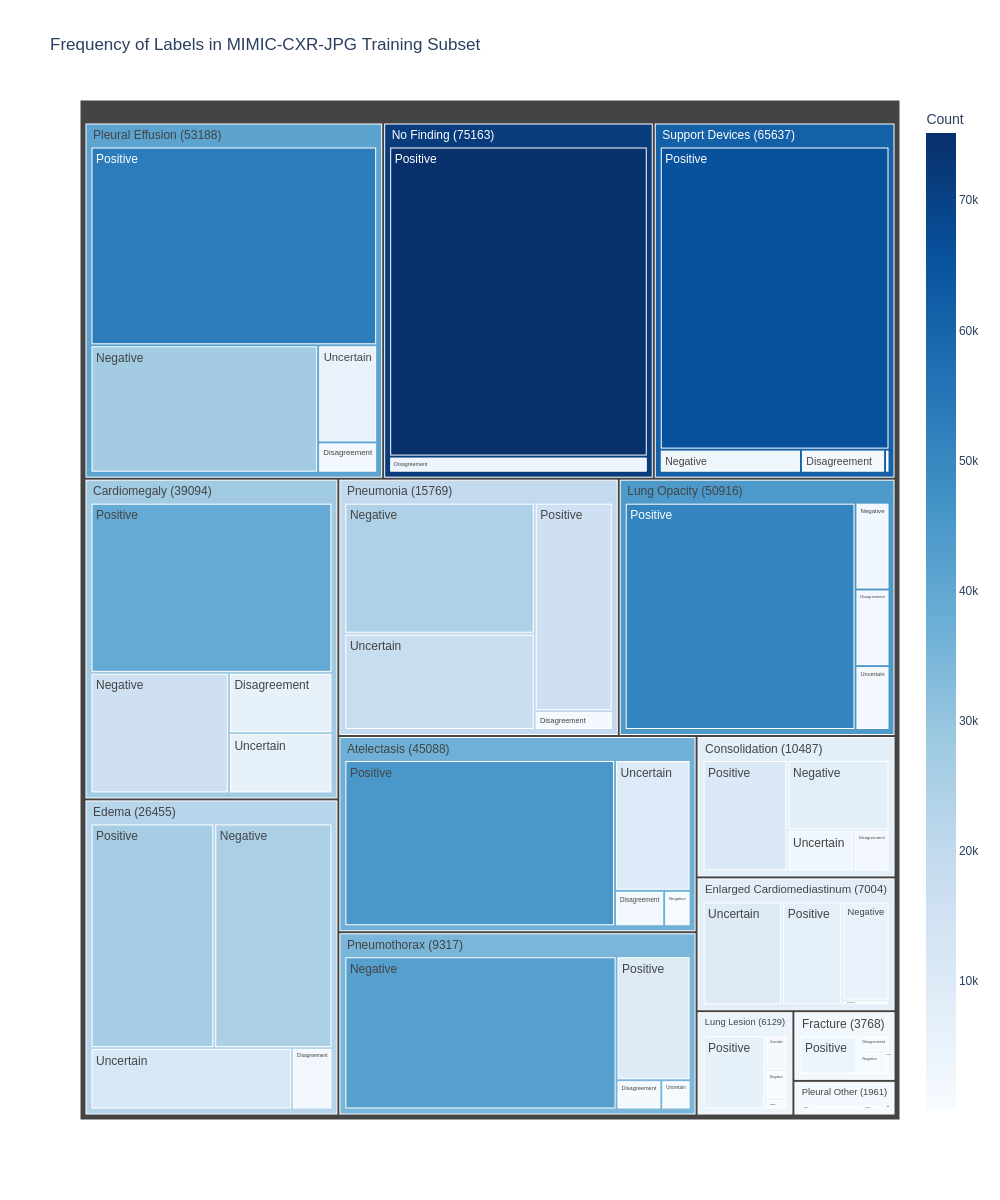 Frequency of Labels in MIMIC-CXR-JPG Training Subset
Count
Pleural Effusion (53188)
Positive
Negative
Uncertain
Disagreement
No Finding (75163)
Positive
Disagreement
Support Devices (65637)
Positive
Negative
Disagreement
70k
60k
50k
40k
30k
20k
10k
Cardiomegaly (39094)
Positive
Negative
Disagreement
Uncertain
Pneumonia (15769)
Negative
Positive
Uncertain
Disagreement
Lung Opacity (50916)
Positive
Negative
Disagreement
Uncertain
Atelectasis (45088)
Positive
Uncertain
Disagreement
Negative
Consolidation (10487)
Positive
Negative
Uncertain
Disagreement
Edema (26455)
Positive
Negative
Uncertain
Disagreement
Enlarged Cardiomediastinum (7004)
Uncertain
Positive
Negative
Pneumothorax (9317)
Negative
Positive
Disagreement
Uncertain
Lung Lesion (6129)
Positive
Uncertain
Negative
Fracture (3768)
Positive
Disagreement
Negative
Pleural Other (1961)